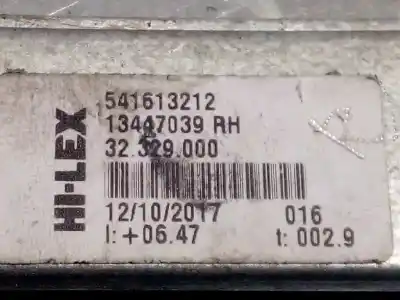 HI-LEX
541613212
13447039 RH
32.329.000
12/10/2017 016
I:+06.47 t: 002.9